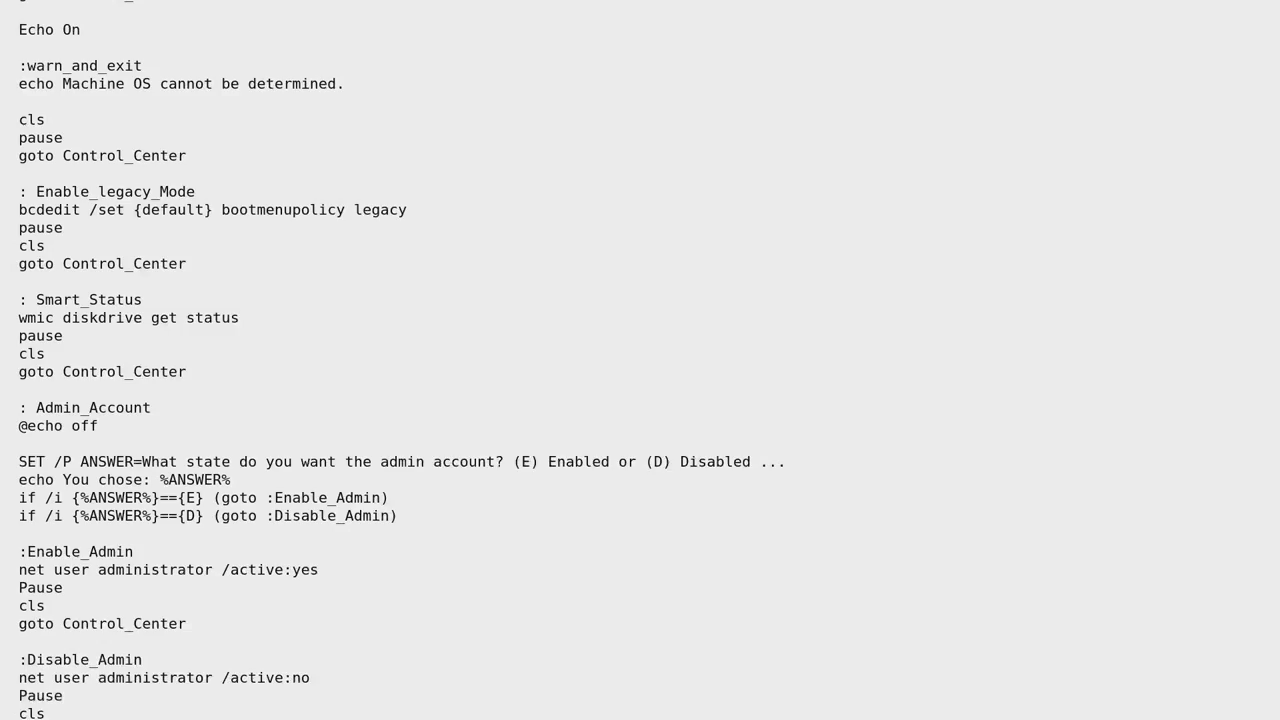 Echo On
:warn_and_exit
echo Machine OS cannot be determined.
cls
pause
goto Control_Center
: Enable_legacy_Mode
bcdedit /set {default} bootmenupolicy legacy
pause
cls
goto Control_Center
: Smart_Status
wmic diskdrive get status
pause
cls
goto Control_Center
: Admin_Account
@echo off
SET /P ANSWER=What state do you want the admin account? (E) Enabled or (D) Disabled ...
echo You chose: %ANSWER%
if /i {%ANSWER%}=={E} (goto :Enable_Admin)
if /i {%ANSWER%}=={D} (goto :Disable_Admin)
:Enable_Admin
net user administrator /active:yes
Pause
cls
goto Control_Center
:Disable_Admin
net user administrator /active:no
Pause
cls